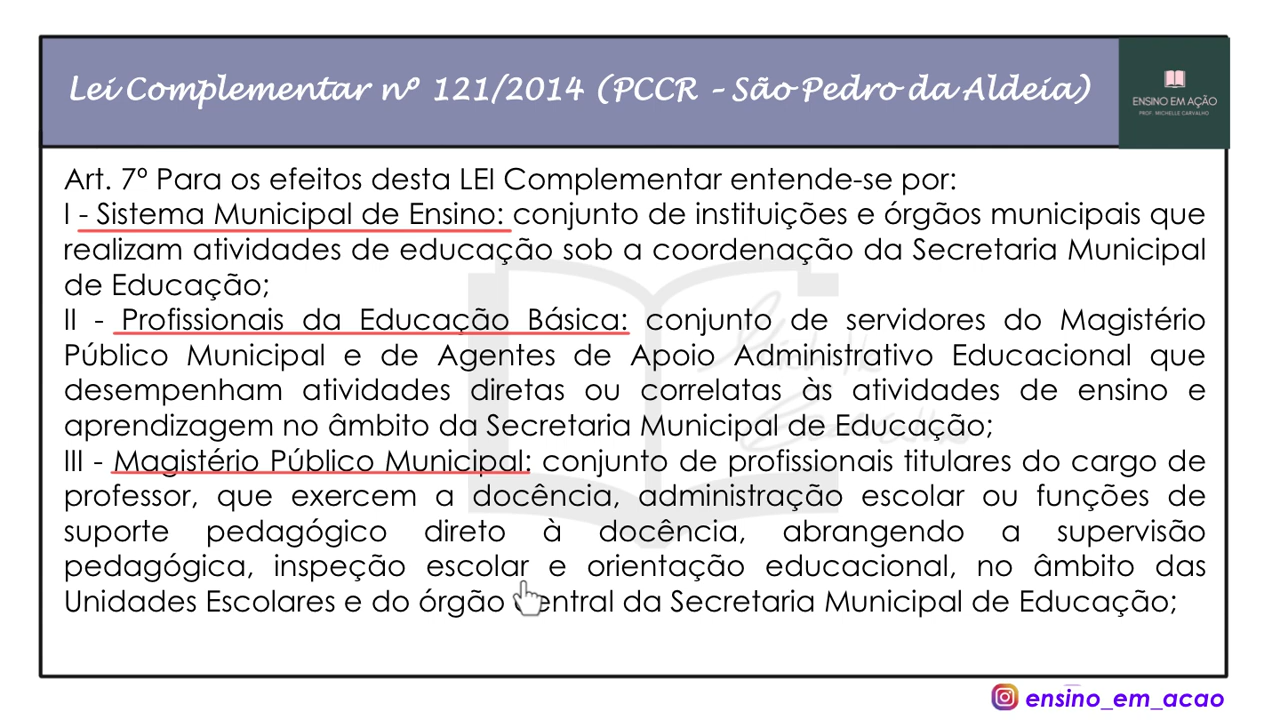 Lei Complementar nº 121/2014 (PCCR - São Pedro da Aldeia)
ENSINO EM AÇÃO
PROF. MICHELLE CARVALHO
Art. 7º Para os efeitos desta LEI Complementar entende-se por:
I - Sistema Municipal de Ensino: conjunto de instituições e órgãos municipais que
realizam atividades de educação sob a coordenação da Secretaria Municipal
de Educação;
II - Profissionais da Educação Básica: conjunto de servidores do Magistério
Público Municipal e de Agentes de Apoio Administrativo Educacional que
desempenham atividades diretas ou correlatas às atividades de ensino e
aprendizagem no âmbito da Secretaria Municipal de Educação;
III - Magistério Público Municipal: conjunto de profissionais titulares do cargo de
professor, que exercem a docência, administração escolar ou funções de
suporte pedagógico direto à docência, abrangendo a supervisão
pedagógica, inspeção escolar e orientação educacional, no âmbito das
Unidades Escolares e do órgão Central da Secretaria Municipal de Educação;
ensino_em_acao